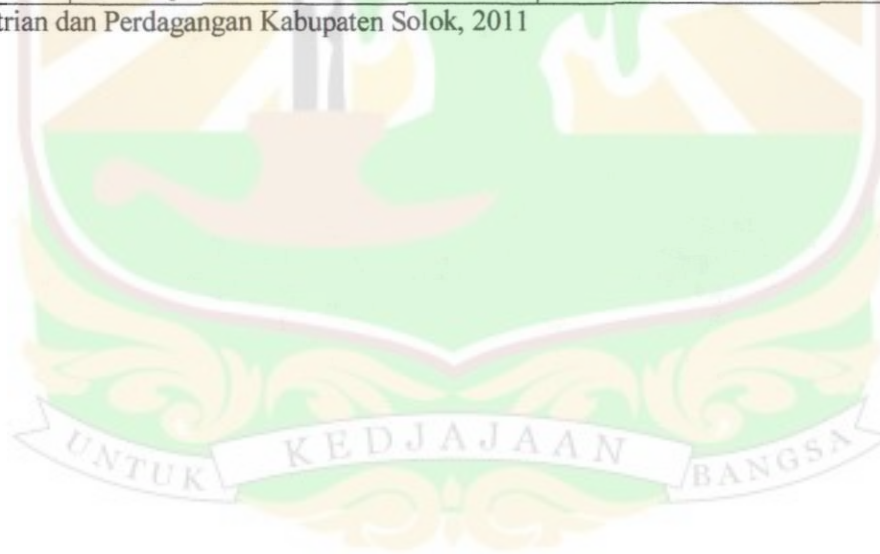 trian dan Perdagangan Kabupaten Solok, 2011
UNTUK KEDJAJAAN BANGSA